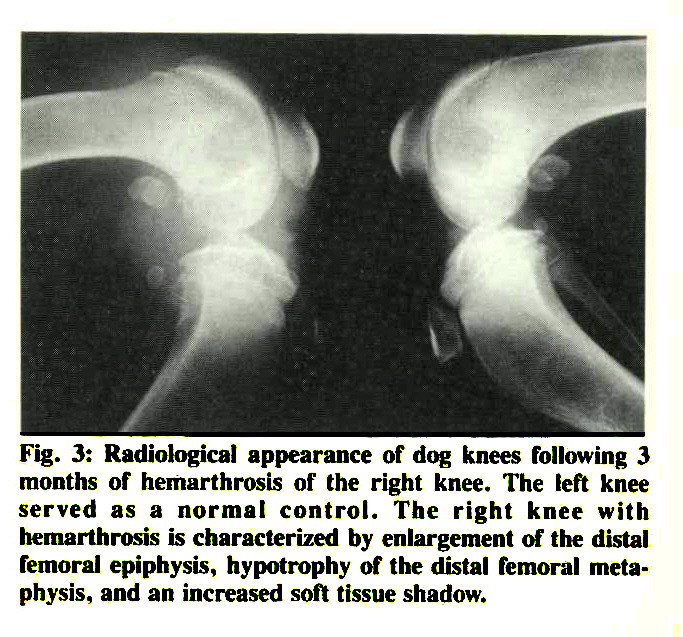 Fig. 3: Radiological appearance of dog knees following 3
months of hemarthrosis of the right knee. The left knee
served as a normal control. The right knee with
hemarthrosis is characterized by enlargement of the distal
femoral epiphysis, hypotrophy of the distal femoral meta-
physis, and an increased soft tissue shadow.